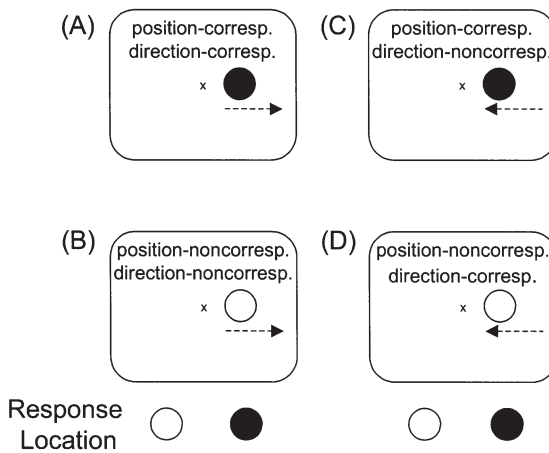 (A)
position-corresp.
direction-corresp.
x
(C)
position-corresp.
direction-noncorresp.
x
(B)
position-noncorresp.
direction-noncorresp.
x
(D)
position-noncorresp.
direction-corresp.
x
Response
Location